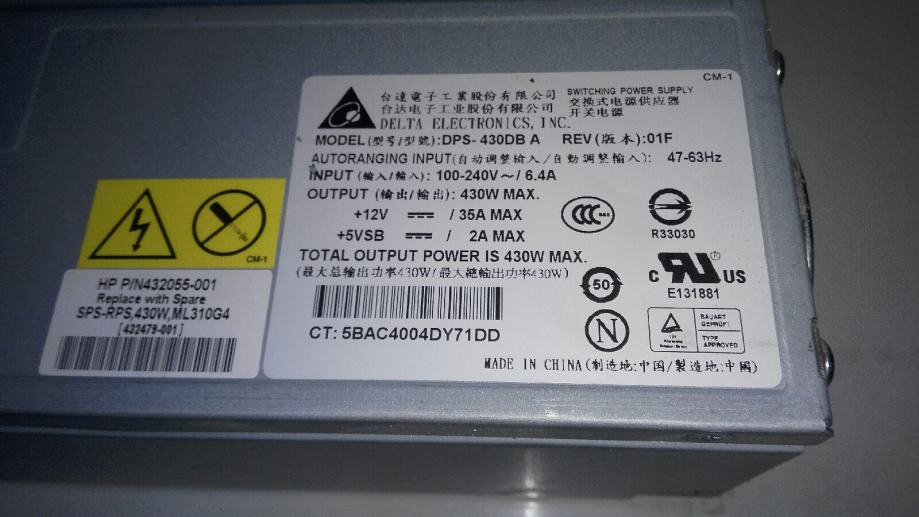 CM-1
台達電子工業股份有限公司
台达电子工业股份有限公司
DELTA ELECTRONICS, INC.
SWITCHING POWER SUPPLY
交换式电源供应器
开关电源
MODEL(型号/型號):DPS-430DB A REV(版本):01F
AUTORANGING INPUT(自动调整输入/自動調整輸入): 47-63Hz
INPUT (输入/輸入): 100-240V~/ 6.4A
OUTPUT (输出/輸出): 430W MAX.
+12V / 35A MAX
+5VSB / 2A MAX
TOTAL OUTPUT POWER IS 430W MAX.
(最大总输出功率430W/最大總輸出功率430W)
CCC
R33030
50
c RU US
®
E131881
N
BAUART
GEPRÜFT
TYPE
APPROVED
CT: 5BAC4004DY71DD
MADE IN CHINA(制造地:中国/製造地:中國)
CM-1
HP P/N432055-001
Replace with Spare
SPS-RPS,430W,ML310G4
[432479-001]